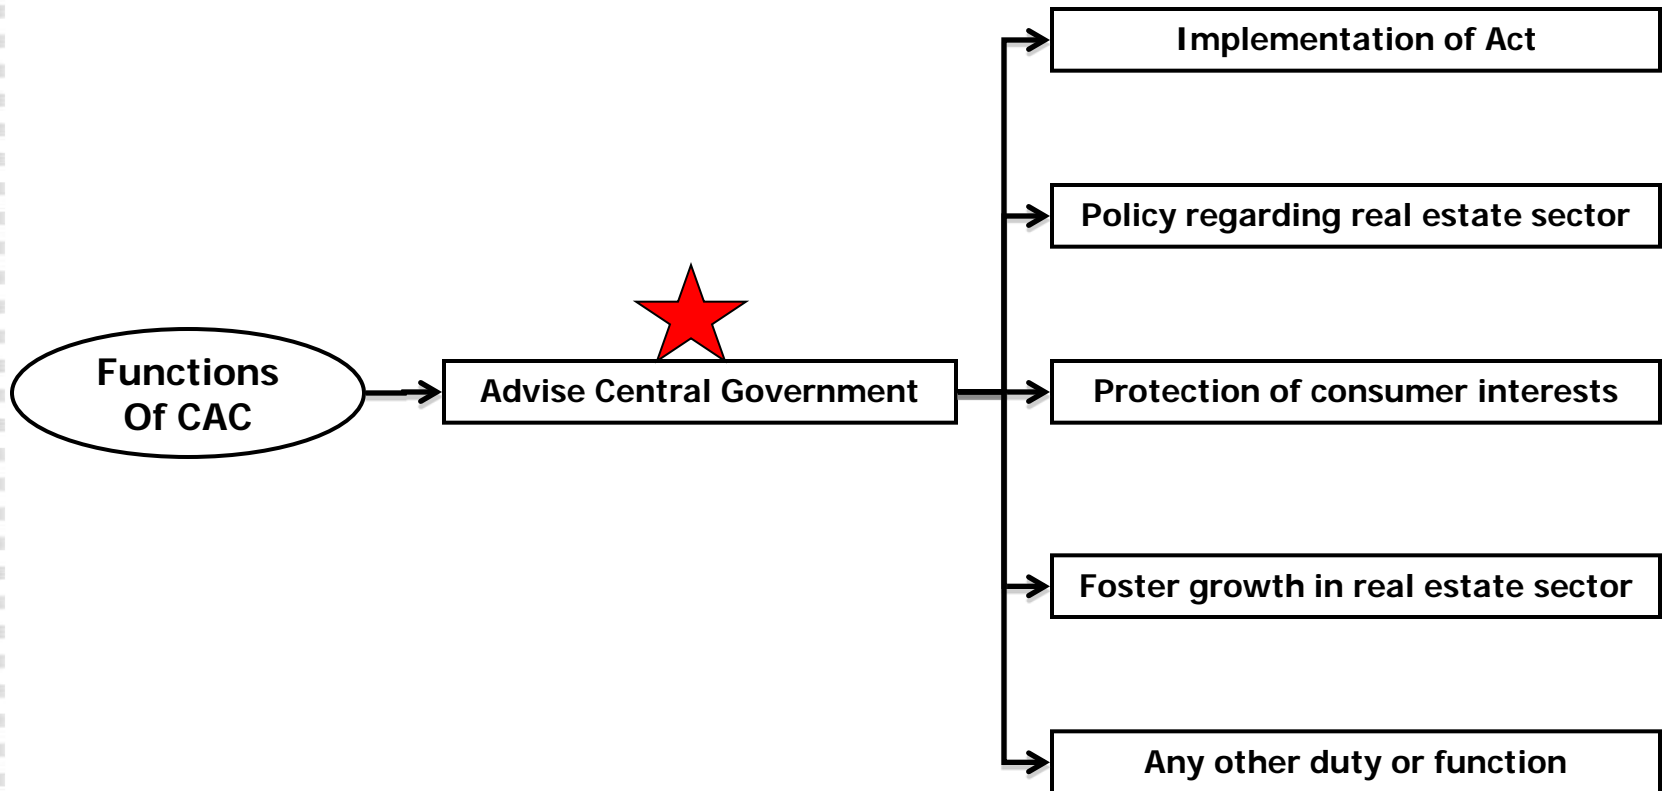 Functions
Of CAC
Advise Central Government
Implementation of Act
Policy regarding real estate sector
Protection of consumer interests
Foster growth in real estate sector
Any other duty or function